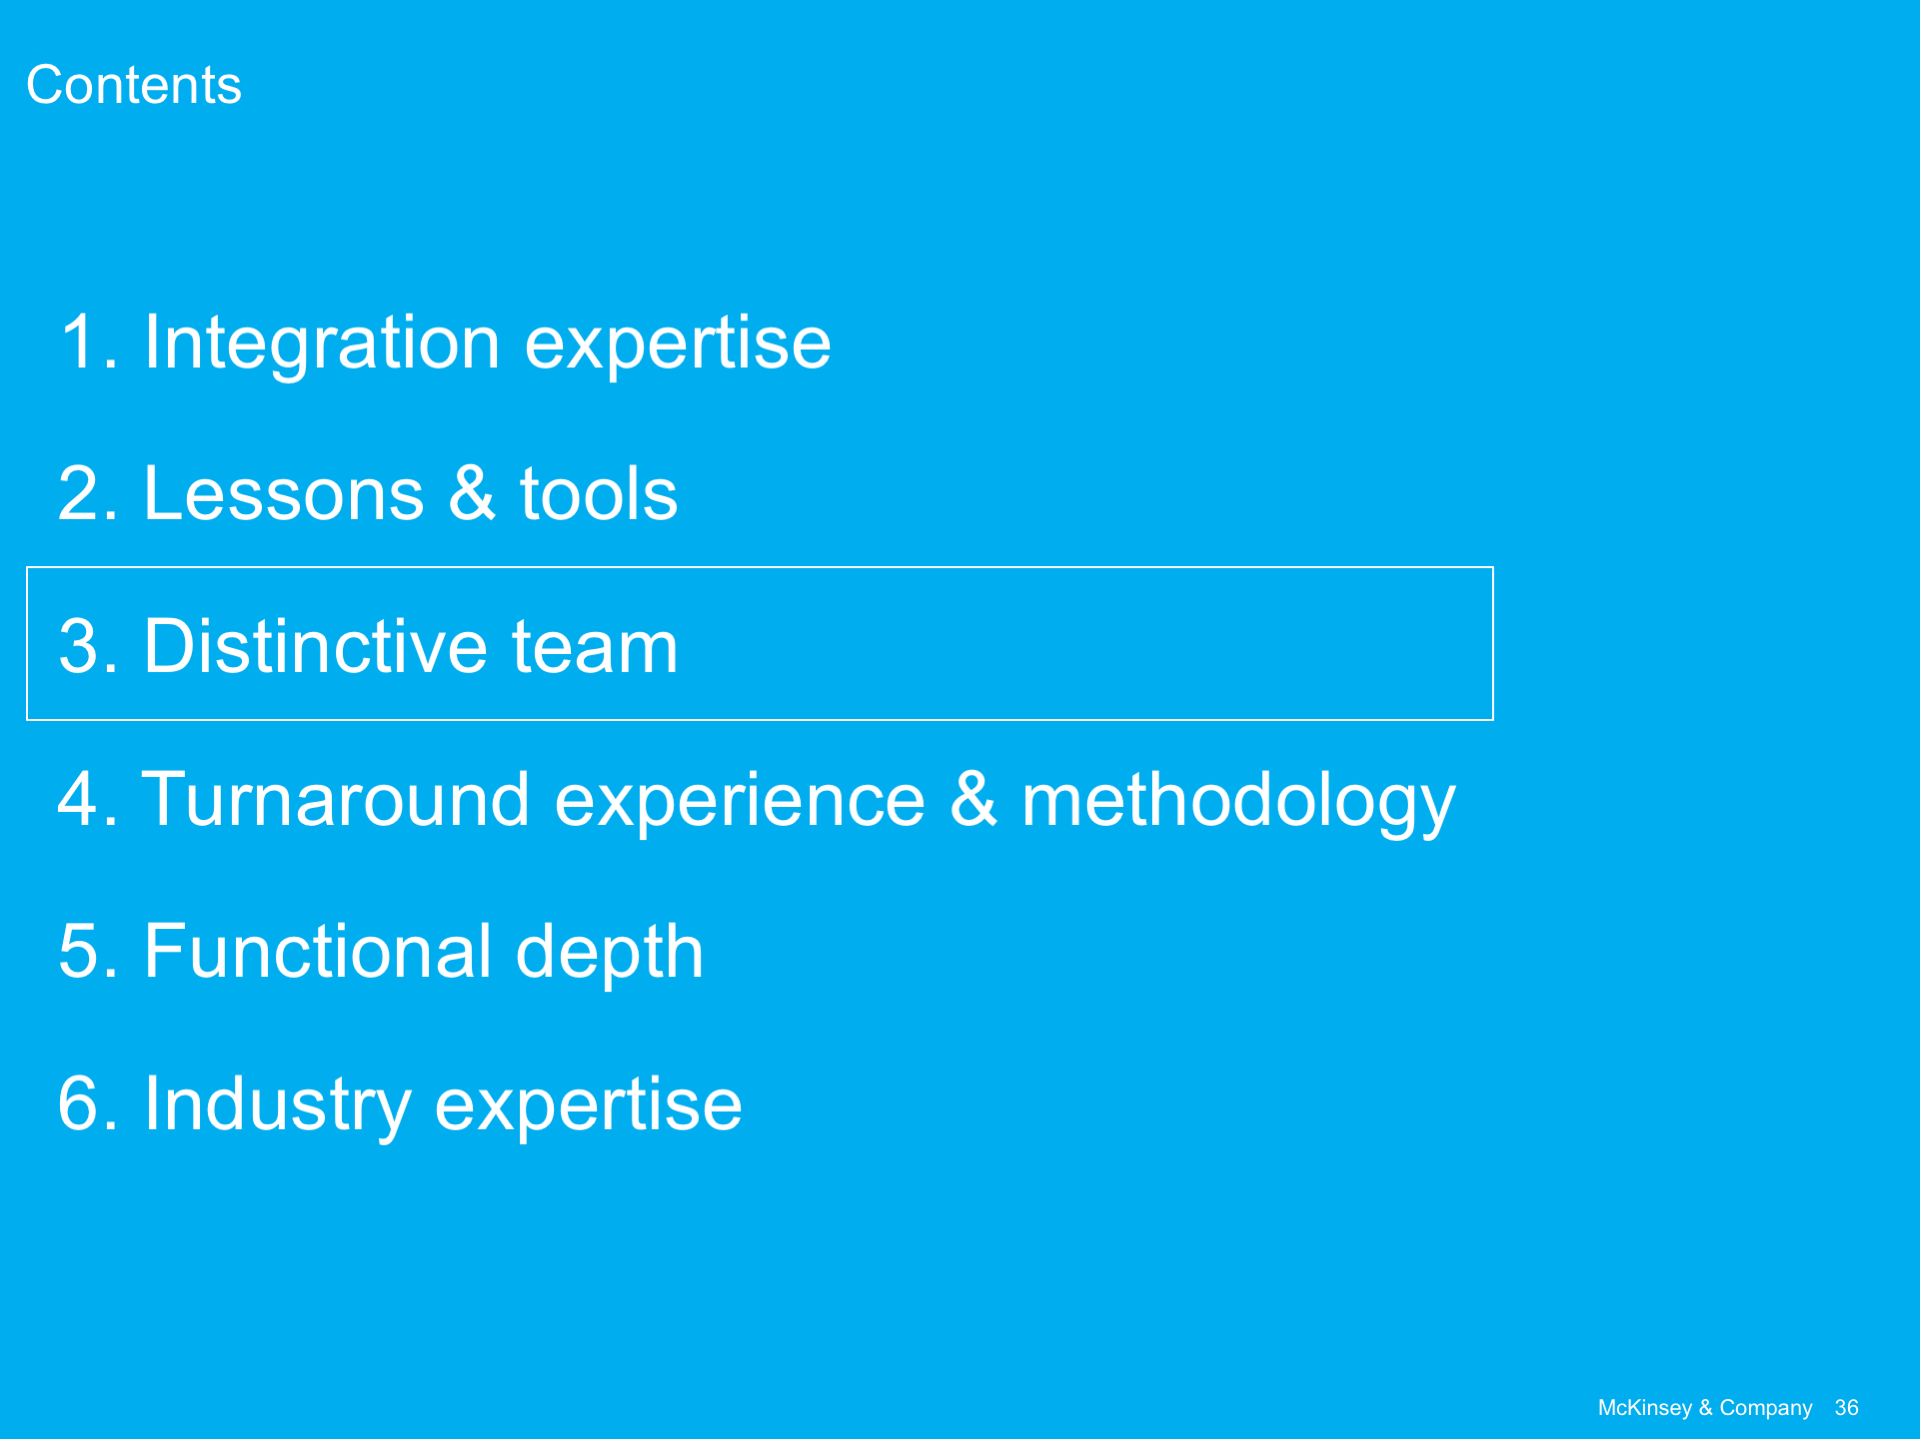 Contents
1. Integration expertise
2. Lessons & tools
3. Distinctive team
4. Turnaround experience & methodology
5. Functional depth
6. Industry expertise
McKinsey & Company 36